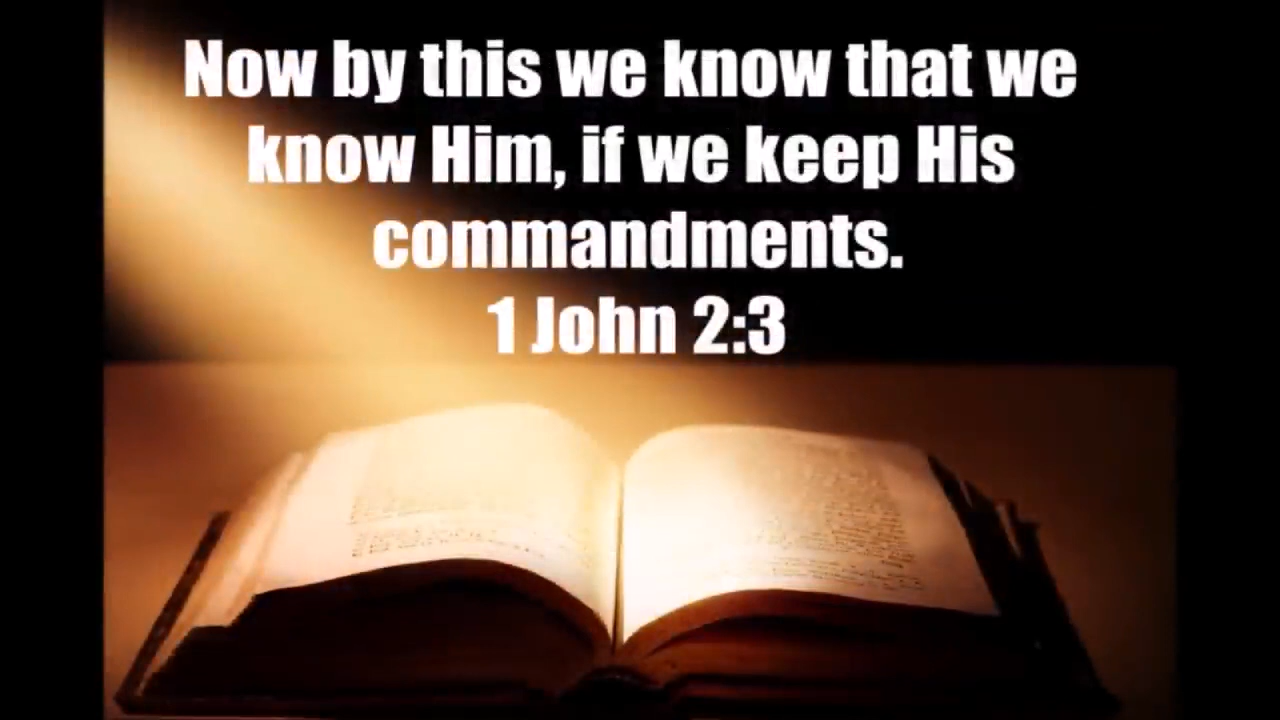 Now by this we know that we
know Him, if we keep His
commandments.
1 John 2:3